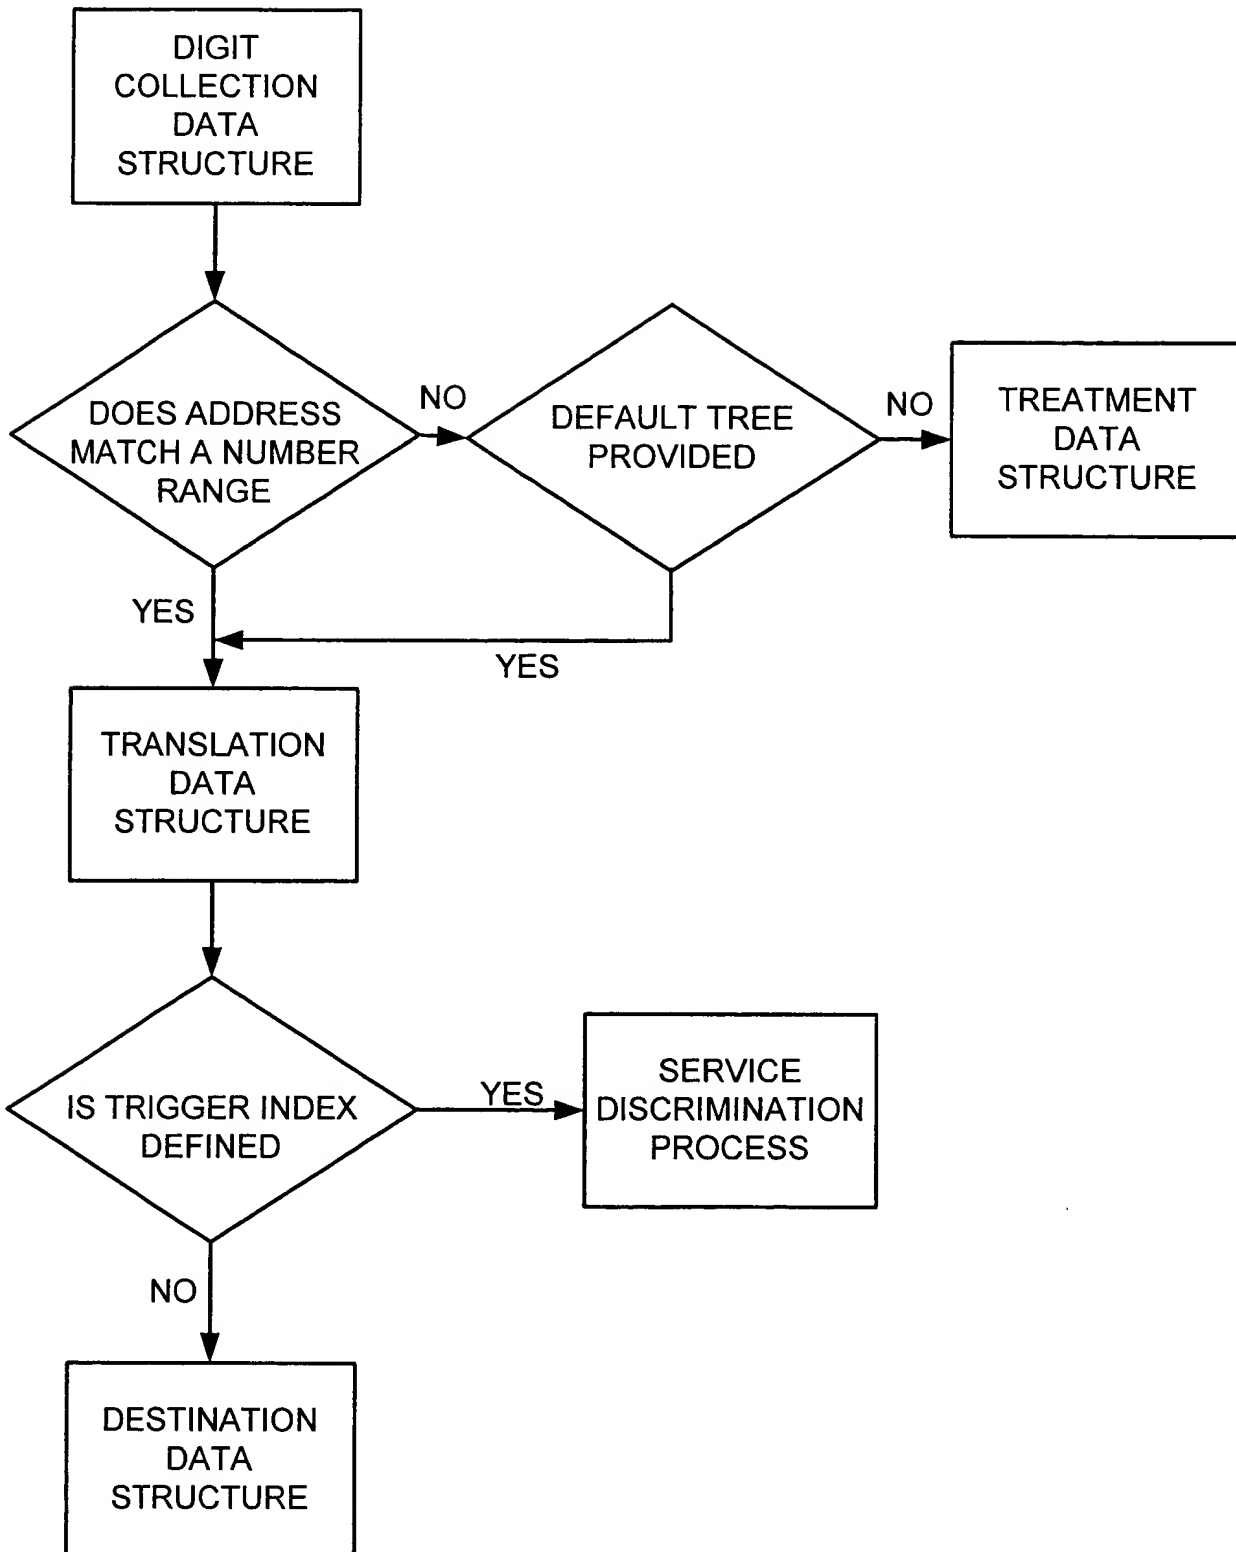 DIGIT
COLLECTION
DATA
STRUCTURE
DOES ADDRESS
MATCH A NUMBER
RANGE
NO
DEFAULT TREE
PROVIDED
NO
TREATMENT
DATA
STRUCTURE
YES
YES
TRANSLATION
DATA
STRUCTURE
IS TRIGGER INDEX
DEFINED
YES
SERVICE
DISCRIMINATION
PROCESS
NO
DESTINATION
DATA
STRUCTURE